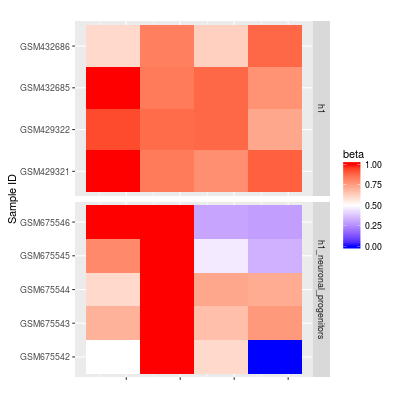 GSM432686
GSM432685
GSM429322
GSM429321
h1
GSM675546
GSM675545
GSM675544
GSM675543
GSM675542
h1_neuronal_progenitors
Sample ID
beta
1.00
0.75
0.50
0.25
0.00